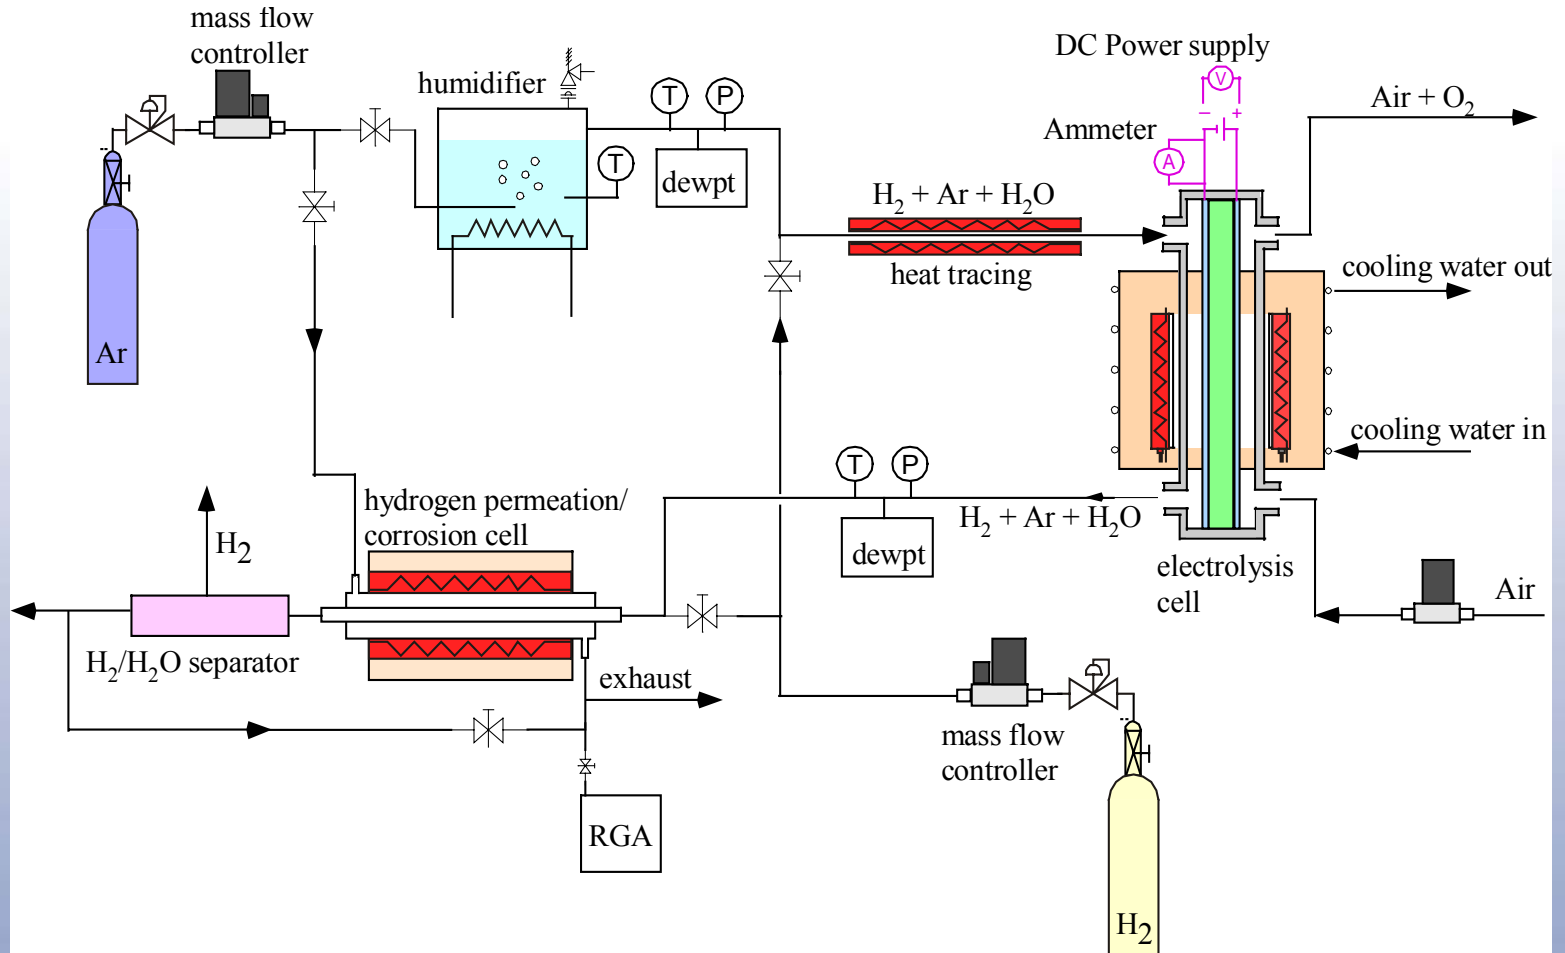 mass flow
controller
DC Power supply
humidifier
T
P
V
- +
Air + O2
Ammeter
A
T
dewpt
H2 + Ar + H2O
heat tracing
cooling water out
Ar
cooling water in
T
P
hydrogen permeation/
corrosion cell
H2
H2 + Ar + H2O
dewpt
electrolysis
cell
Air
H2/H2O separator
exhaust
mass flow
controller
RGA
H2